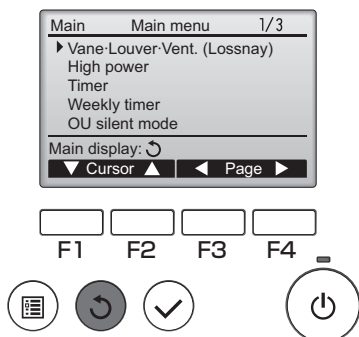 Main Main menu 1/3
Vane·Louver·Vent. (Lossnay)
High power
Timer
Weekly timer
OU silent mode
Main display:
Cursor Page
F1 F2 F3 F4